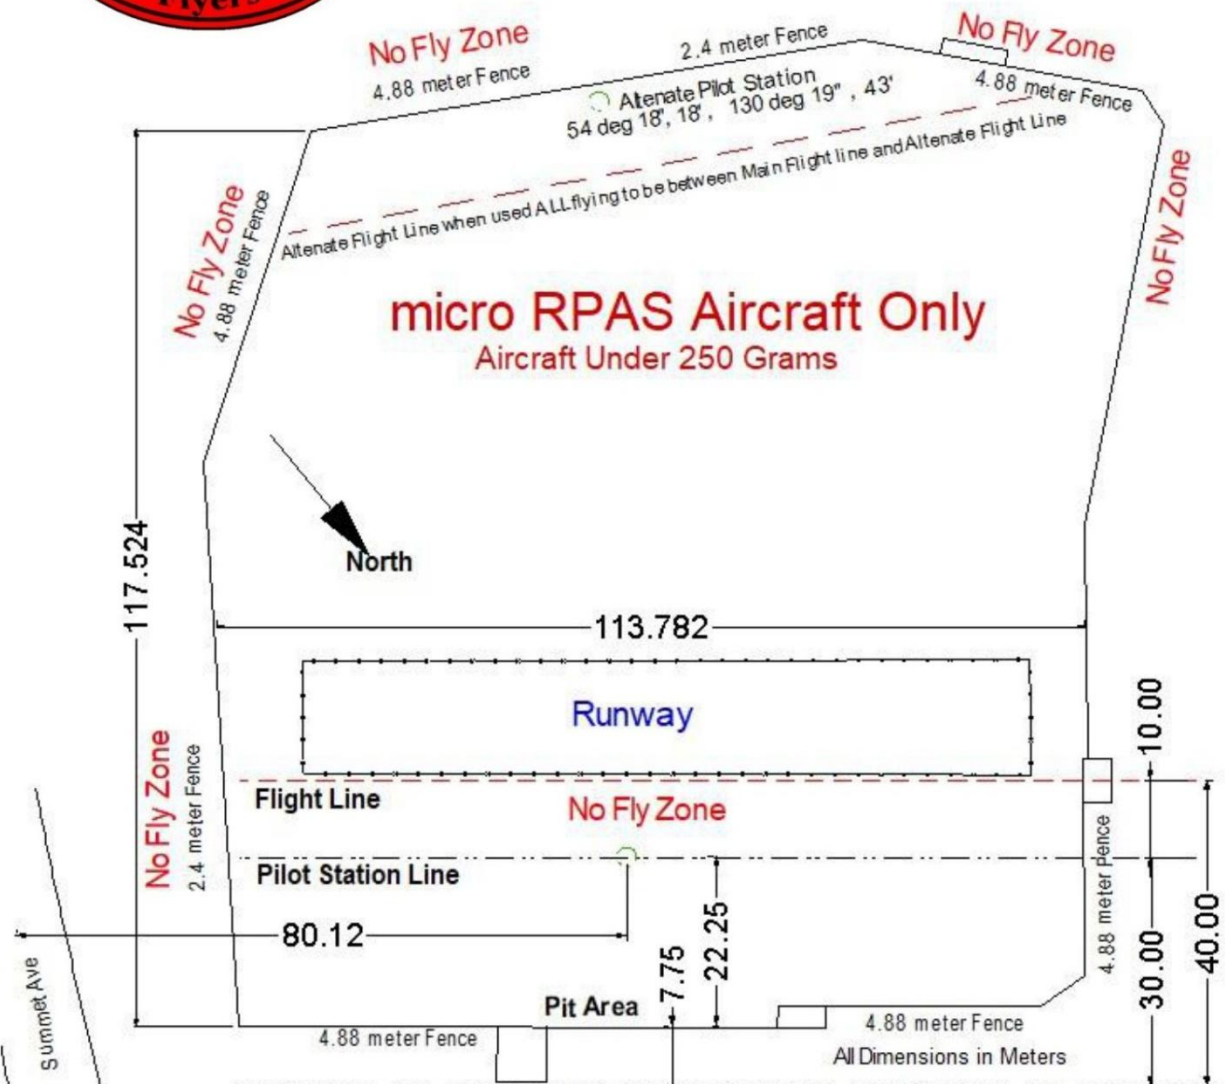 Flyers
No Fly Zone
4.88 meter Fence
2.4 meter Fence
No Fly Zone
4.88 meter Fence
Altenate Pilot Station
54 deg 18', 18', 130 deg 19" , 43'
Altenate Flight Line when used ALL flying to be between Main Flight line and Altenate Flight Line
No Fly Zone
4.88 meter Fence
No Fly Zone
micro RPAS Aircraft Only
Aircraft Under 250 Grams
North
117.524
113.782
Runway
10.00
Flight Line
No Fly Zone
No Fly Zone
2.4 meter Fence
Pilot Station Line
80.12
22.25
7.75
4.88 meter Fence
30.00
40.00
Summet Ave
Pit Area
4.88 meter Fence
4.88 meter Fence
All Dimensions in Meters